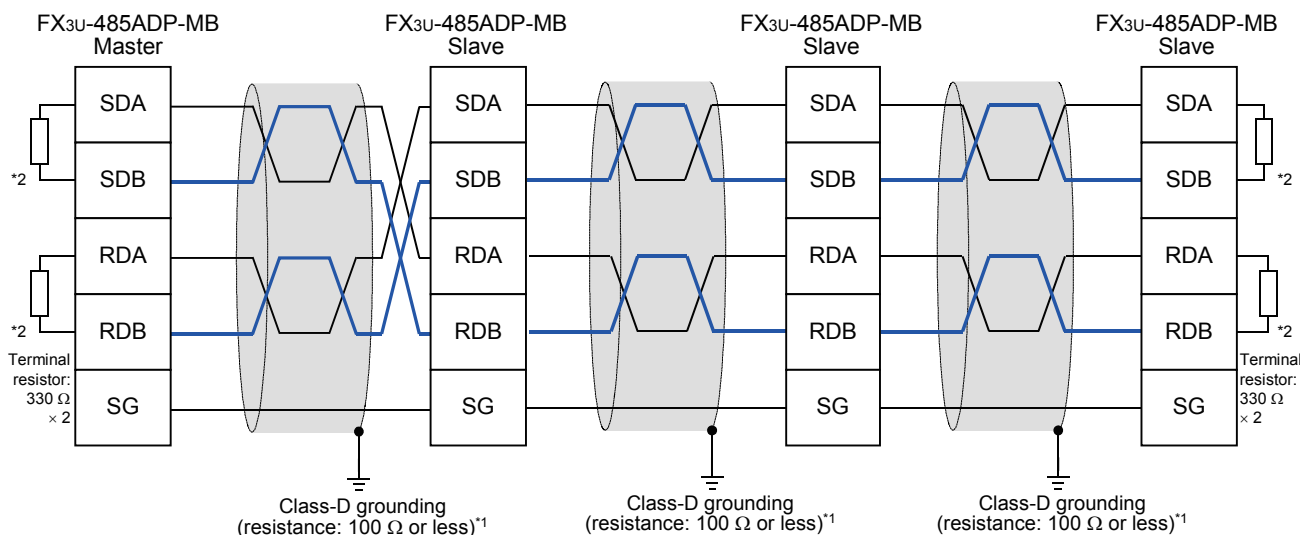 FX3U-485ADP-MB
Master
FX3U-485ADP-MB
Slave
FX3U-485ADP-MB
Slave
FX3U-485ADP-MB
Slave
SDA
SDB
RDA
RDB
SG
*2
*2
Terminal
resistor:
330 Ω
× 2
SDA
SDB
RDA
RDB
SG
SDA
SDB
RDA
RDB
SG
SDA
SDB
RDA
RDB
SG
*2
*2
Terminal
resistor:
330 Ω
× 2
Class-D grounding
(resistance: 100 Ω or less)*1
Class-D grounding
(resistance: 100 Ω or less)*1
Class-D grounding
(resistance: 100 Ω or less)*1